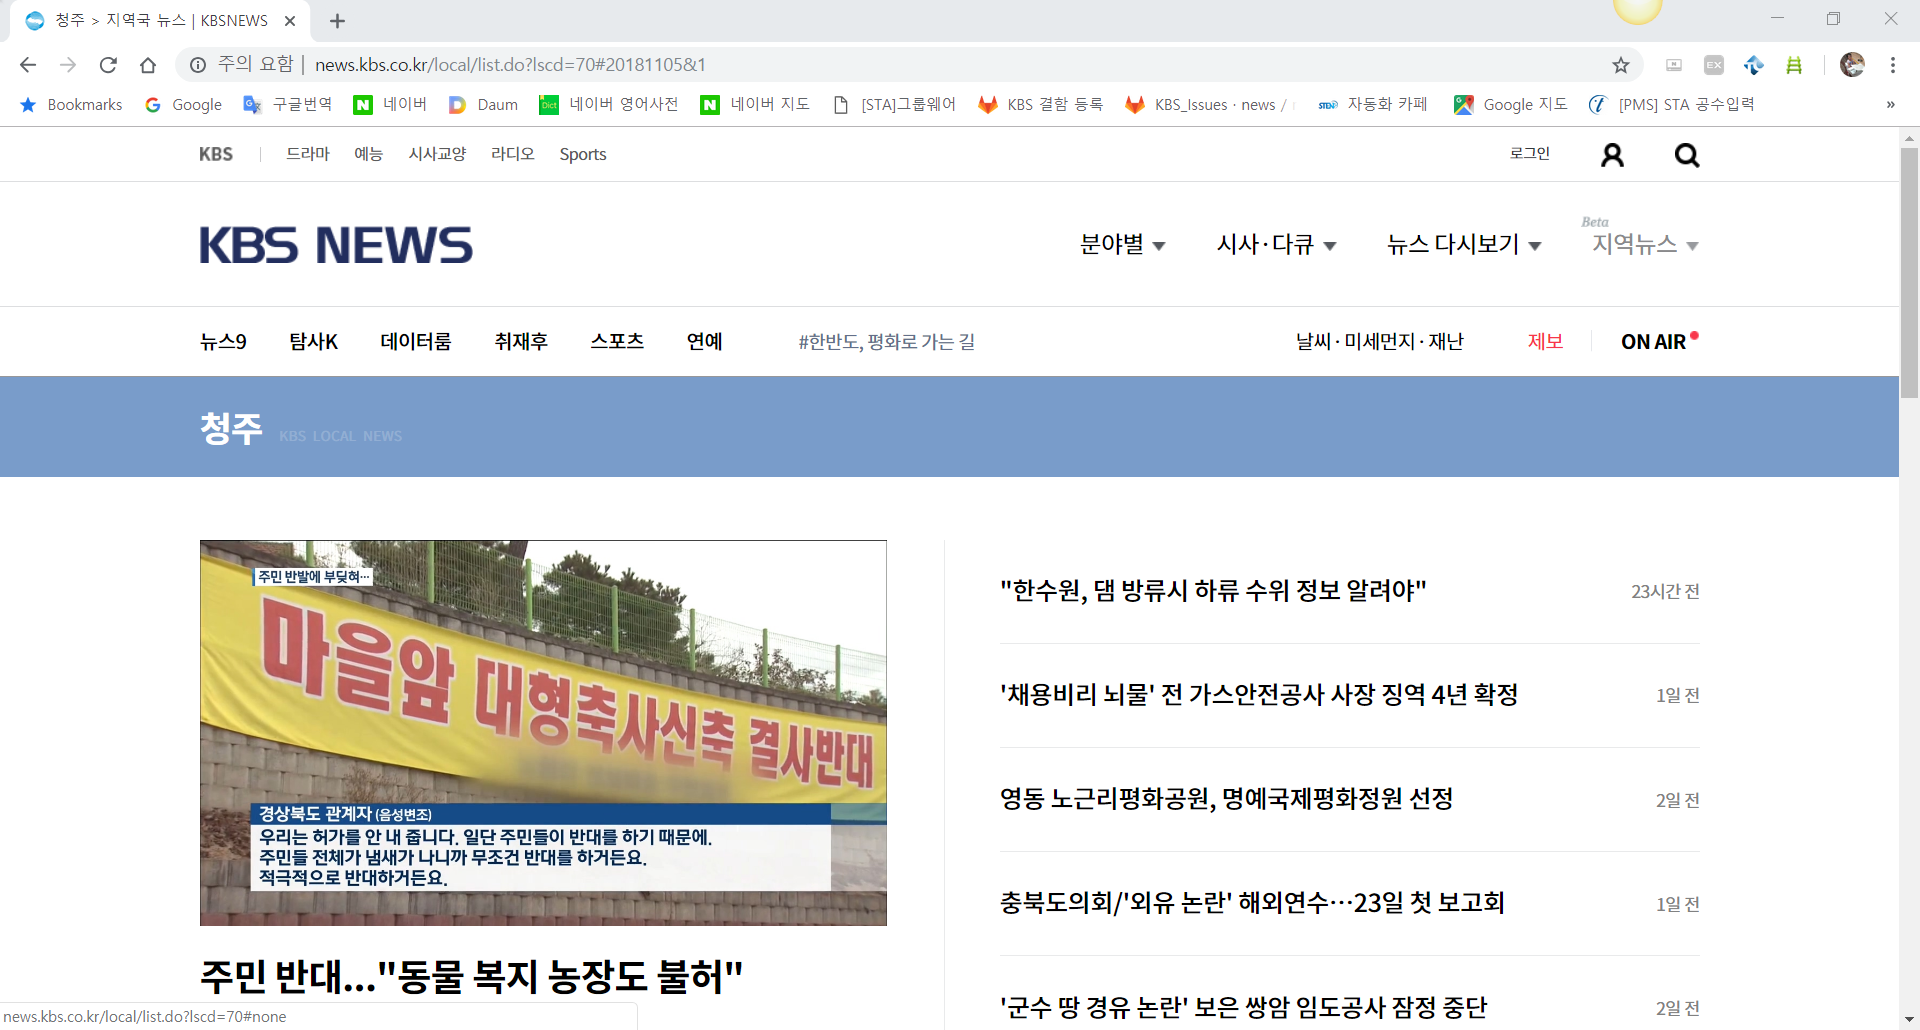 청주 > 지역국 뉴스 | KBSNEWS
주의 요함 | news.kbs.co.kr/local/list.do?lscd=70#20181105&1
Bookmarks Google 구글번역 네이버 Daum 네이버 영어사전 네이버 지도 [STA]그룹웨어 KBS 결함 등록 KBS_Issues · news / 자동화 카페 Google 지도 [PMS] STA 공수입력 »
KBS 드라마 예능 시사교양 라디오 Sports 로그인
KBS NEWS
분야별 시사·다큐 뉴스 다시보기 Beta 지역뉴스
뉴스9 탐사K 데이터룸 취재후 스포츠 연예 #한반도, 평화로 가는 길 날씨·미세먼지·재난 제보 ON AIR
청주 KBS LOCAL NEWS
주민 반발에 부딪혀…
마을앞 대형축사신축 결사반대
경상북도 관계자 (음성변조)
우리는 허가를 안 내 줍니다. 일단 주민들이 반대를 하기 때문에.
주민들 전체가 냄새가 나니까 무조건 반대를 하거든요.
적극적으로 반대하거든요.
주민 반대..."동물 복지 농장도 불허"
"한수원, 댐 방류시 하류 수위 정보 알려야" 23시간 전
'채용비리 뇌물' 전 가스안전공사 사장 징역 4년 확정 1일 전
영동 노근리평화공원, 명예국제평화정원 선정 2일 전
충북도의회/'외유 논란' 해외연수…23일 첫 보고회 1일 전
'군수 땅 경유 논란' 보은 쌍암 임도공사 잠정 중단 2일 전
news.kbs.co.kr/local/list.do?lscd=70#none